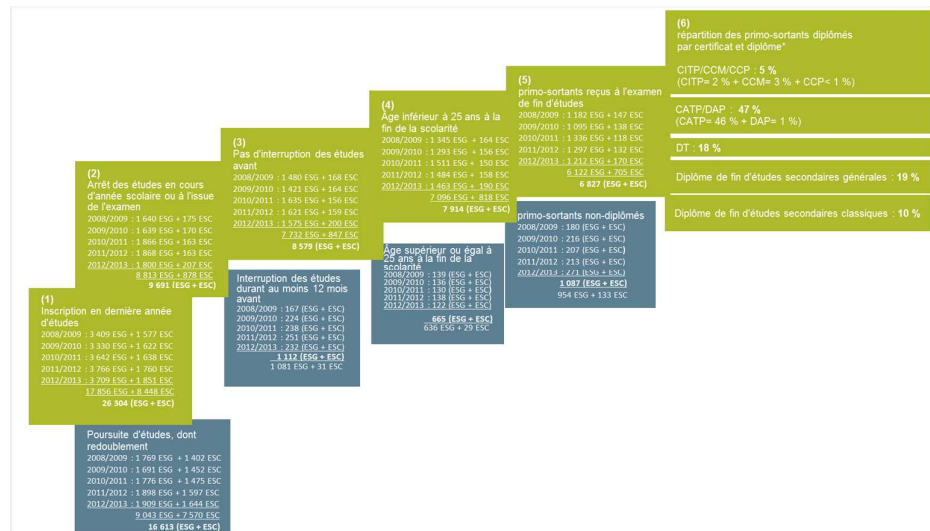 (6)
répartition des primo-sortants diplômés
par certificat et diplôme*
CITP/CCM/CCP : 5 %
(CITP= 2 % + CCM= 3 % + CCP< 1 %)
CATP/DAP : 47 %
(CATP= 46 % + DAP= 1 %)
DT : 18 %
Diplôme de fin d'études secondaires générales : 19 %
Diplôme de fin d'études secondaires classiques : 10 %
(5)
primo-sortants reçus à l'examen
de fin d'études
2008/2009 : 1 182 ESG + 147 ESC
2009/2010 : 1 095 ESG + 138 ESC
2010/2011 : 1 336 ESG + 118 ESC
2011/2012 : 1 297 ESG + 132 ESC
2012/2013 : 1 212 ESG + 170 ESC
6 122 ESG + 705 ESC
6 827 (ESG + ESC)
(4)
Âge inférieur à 25 ans à la
fin de la scolarité
2008/2009 : 1 345 ESG + 164 ESC
2009/2010 : 1 293 ESG + 156 ESC
2010/2011 : 1 511 ESG + 150 ESC
2011/2012 : 1 484 ESG + 158 ESC
2012/2013 : 1 463 ESG + 190 ESC
7 096 ESG + 818 ESC
7 914 (ESG + ESC)
(3)
Pas d'interruption des études
avant
2008/2009 : 1 480 ESG + 168 ESC
2009/2010 : 1 421 ESG + 164 ESC
2010/2011 : 1 635 ESG + 156 ESC
2011/2012 : 1 621 ESG + 159 ESC
2012/2013 : 1 575 ESG + 200 ESC
7 732 ESG + 847 ESC
8 579 (ESG + ESC)
(2)
Arrêt des études en cours
d'année scolaire ou à l'issue
de l'examen
2008/2009 : 1 640 ESG + 175 ESC
2009/2010 : 1 639 ESG + 170 ESC
2010/2011 : 1 866 ESG + 163 ESC
2011/2012 : 1 868 ESG + 163 ESC
2012/2013 : 1 800 ESG + 207 ESC
8 813 ESG + 878 ESC
9 691 (ESG + ESC)
(1)
Inscription en dernière année
d'études
2008/2009 : 3 409 ESG + 1 577 ESC
2009/2010 : 3 330 ESG + 1 622 ESC
2010/2011 : 3 642 ESG + 1 638 ESC
2011/2012 : 3 766 ESG + 1 760 ESC
2012/2013 : 3 709 ESG + 1 851 ESC
17 856 ESG + 8 448 ESC
26 304 (ESG + ESC)
primo-sortants non-diplômés
2008/2009 : 180 (ESG + ESC)
2009/2010 : 216 (ESG + ESC)
2010/2011 : 207 (ESG + ESC)
2011/2012 : 213 (ESG + ESC)
2012/2013 : 271 (ESG + ESC)
1 087 (ESG + ESC)
954 ESG + 133 ESC
Âge supérieur ou égal à
25 ans à la fin de la
scolarité
2008/2009 : 139 (ESG + ESC)
2009/2010 : 136 (ESG + ESC)
2010/2011 : 130 (ESG + ESC)
2011/2012 : 138 (ESG + ESC)
2012/2013 : 122 (ESG + ESC)
665 (ESG + ESC)
636 ESG + 29 ESC
Interruption des études
durant au moins 12 mois
avant
2008/2009 : 167 (ESG + ESC)
2009/2010 : 224 (ESG + ESC)
2010/2011 : 238 (ESG + ESC)
2011/2012 : 251 (ESG + ESC)
2012/2013 : 232 (ESG + ESC)
1 112 (ESG + ESC)
1 081 ESG + 31 ESC
Poursuite d'études, dont
redoublement
2008/2009 : 1 769 ESG + 1 402 ESC
2009/2010 : 1 691 ESG + 1 452 ESC
2010/2011 : 1 776 ESG + 1 475 ESC
2011/2012 : 1 898 ESG + 1 597 ESC
2012/2013 : 1 909 ESG + 1 644 ESC
9 043 ESG + 7 570 ESC
16 613 (ESG + ESC)